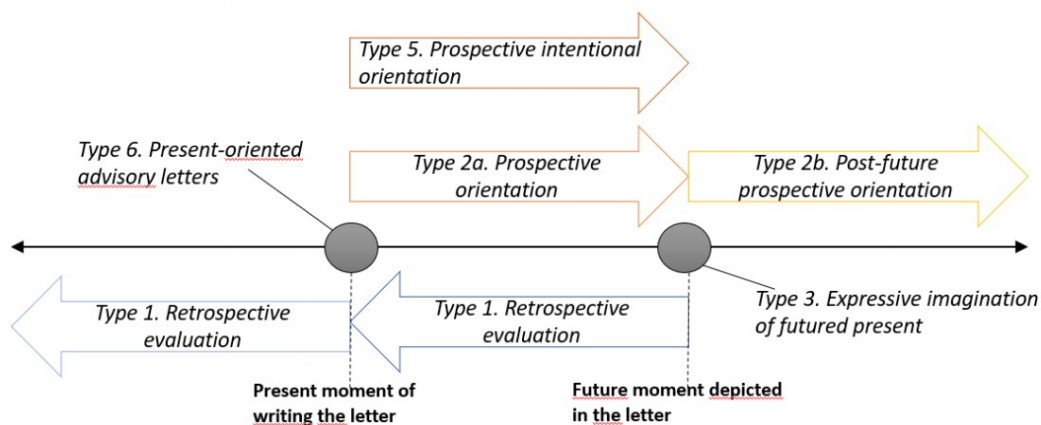 Type 5. Prospective intentional
orientation
Type 6. Present-oriented
advisory letters
Type 2a. Prospective
orientation
Type 2b. Post-future
prospective orientation
Type 1. Retrospective
evaluation
Type 1. Retrospective
evaluation
Type 3. Expressive imagination
of futured present
Present moment of
writing the letter
Future moment depicted
in the letter